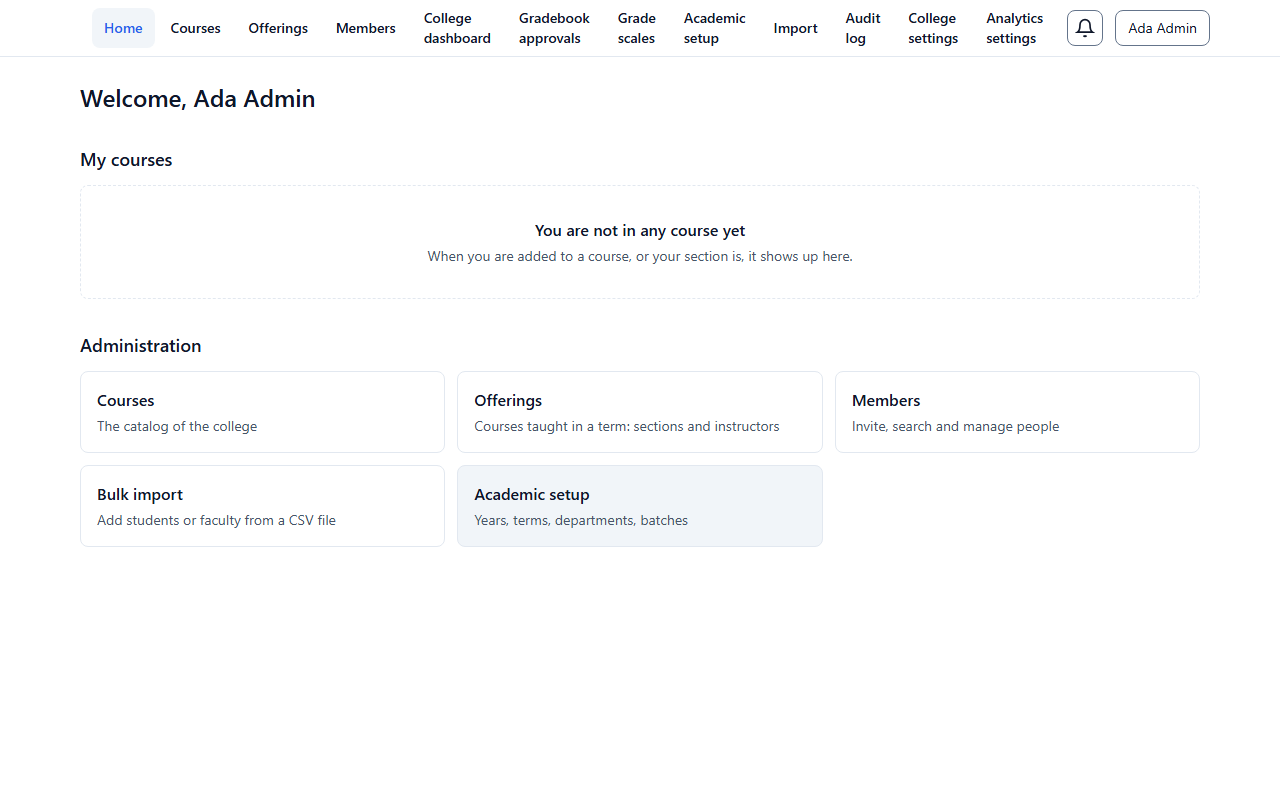 Home
Courses
Offerings
Members
College dashboard
Gradebook approvals
Grade scales
Academic setup
Import
Audit log
College settings
Analytics settings
Ada Admin
Welcome, Ada Admin
My courses
You are not in any course yet
When you are added to a course, or your section is, it shows up here.
Administration
Courses
The catalog of the college
Offerings
Courses taught in a term: sections and instructors
Members
Invite, search and manage people
Bulk import
Add students or faculty from a CSV file
Academic setup
Years, terms, departments, batches